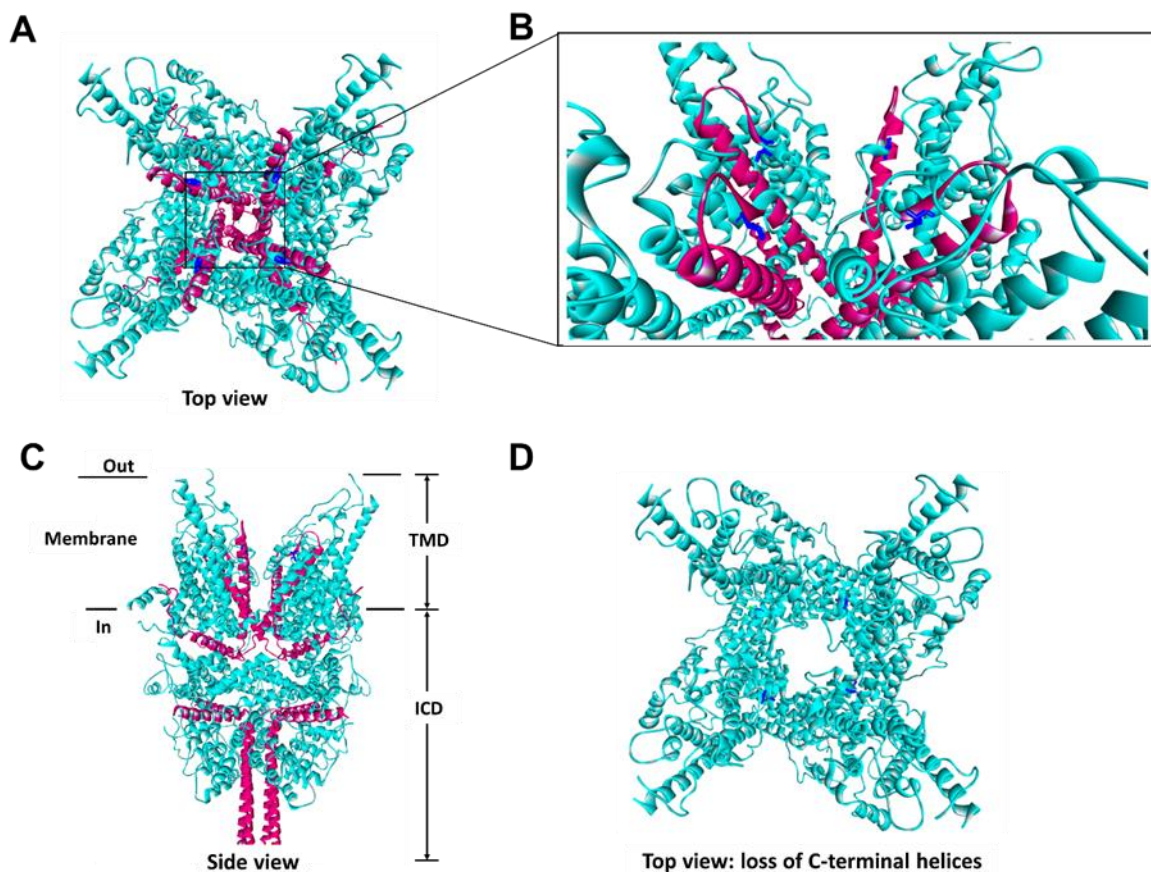 A
B
Top view
C
D
Out
Membrane
TMD
In
ICD
Side view
Top view: loss of C-terminal helices